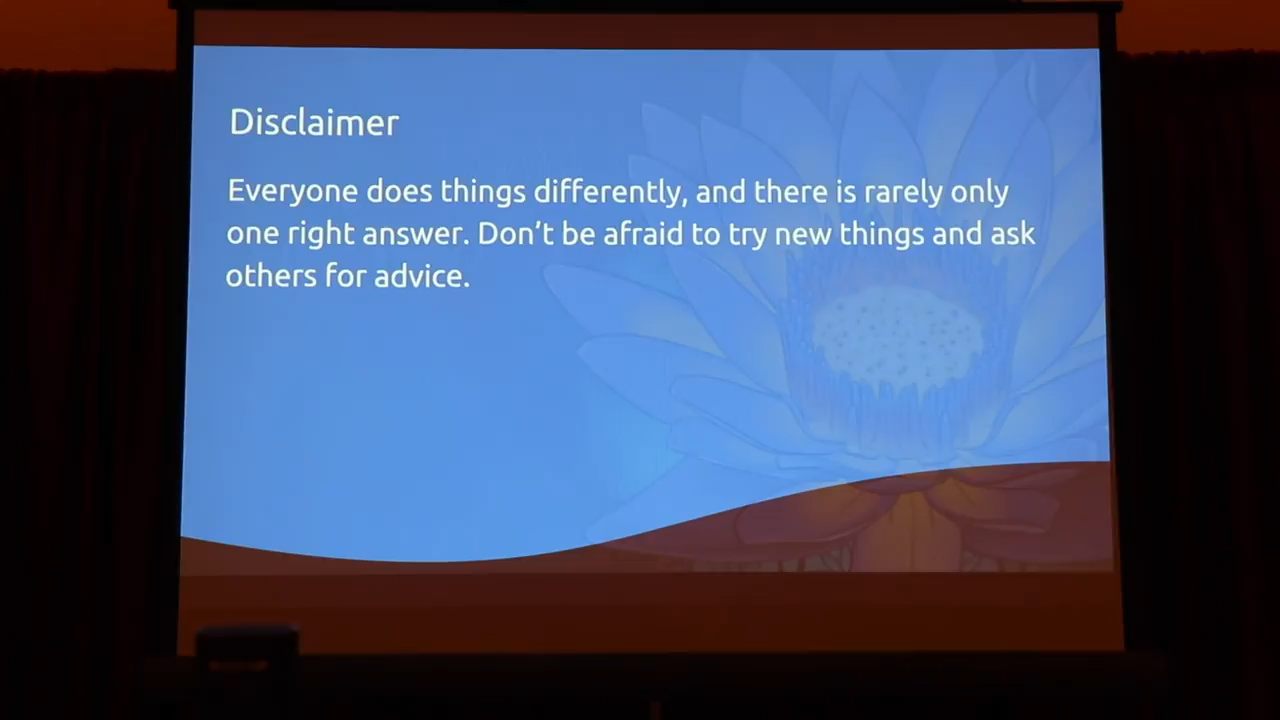 Disclaimer
Everyone does things differently, and there is rarely only
one right answer. Don’t be afraid to try new things and ask
others for advice.